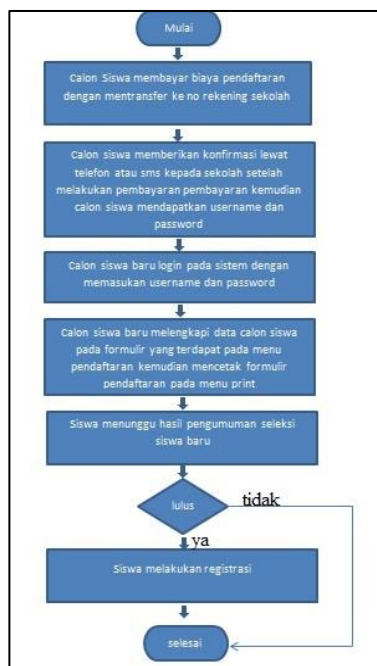 Mulai
Calon Siswa membayar biaya pendaftaran
dengan mentransfer ke no rekening sekolah
Calon siswa memberikan konfirmasi lewat
telefon atau sms kepada sekolah setelah
melakukan pembayaran pembayaran kemudian
calon siswa mendapatkan username dan
password
Calon siswa baru login pada sistem dengan
memasukan username dan password
Calon siswa baru melengkapi data calon siswa
pada formulir yang terdapat pada menu
pendaftaran kemudian mencetak formulir
pendaftaran pada menu print
Siswa menunggu hasil pengumuman seleksi
siswa baru
lulus
tidak
ya
Siswa melakukan registrasi
selesai